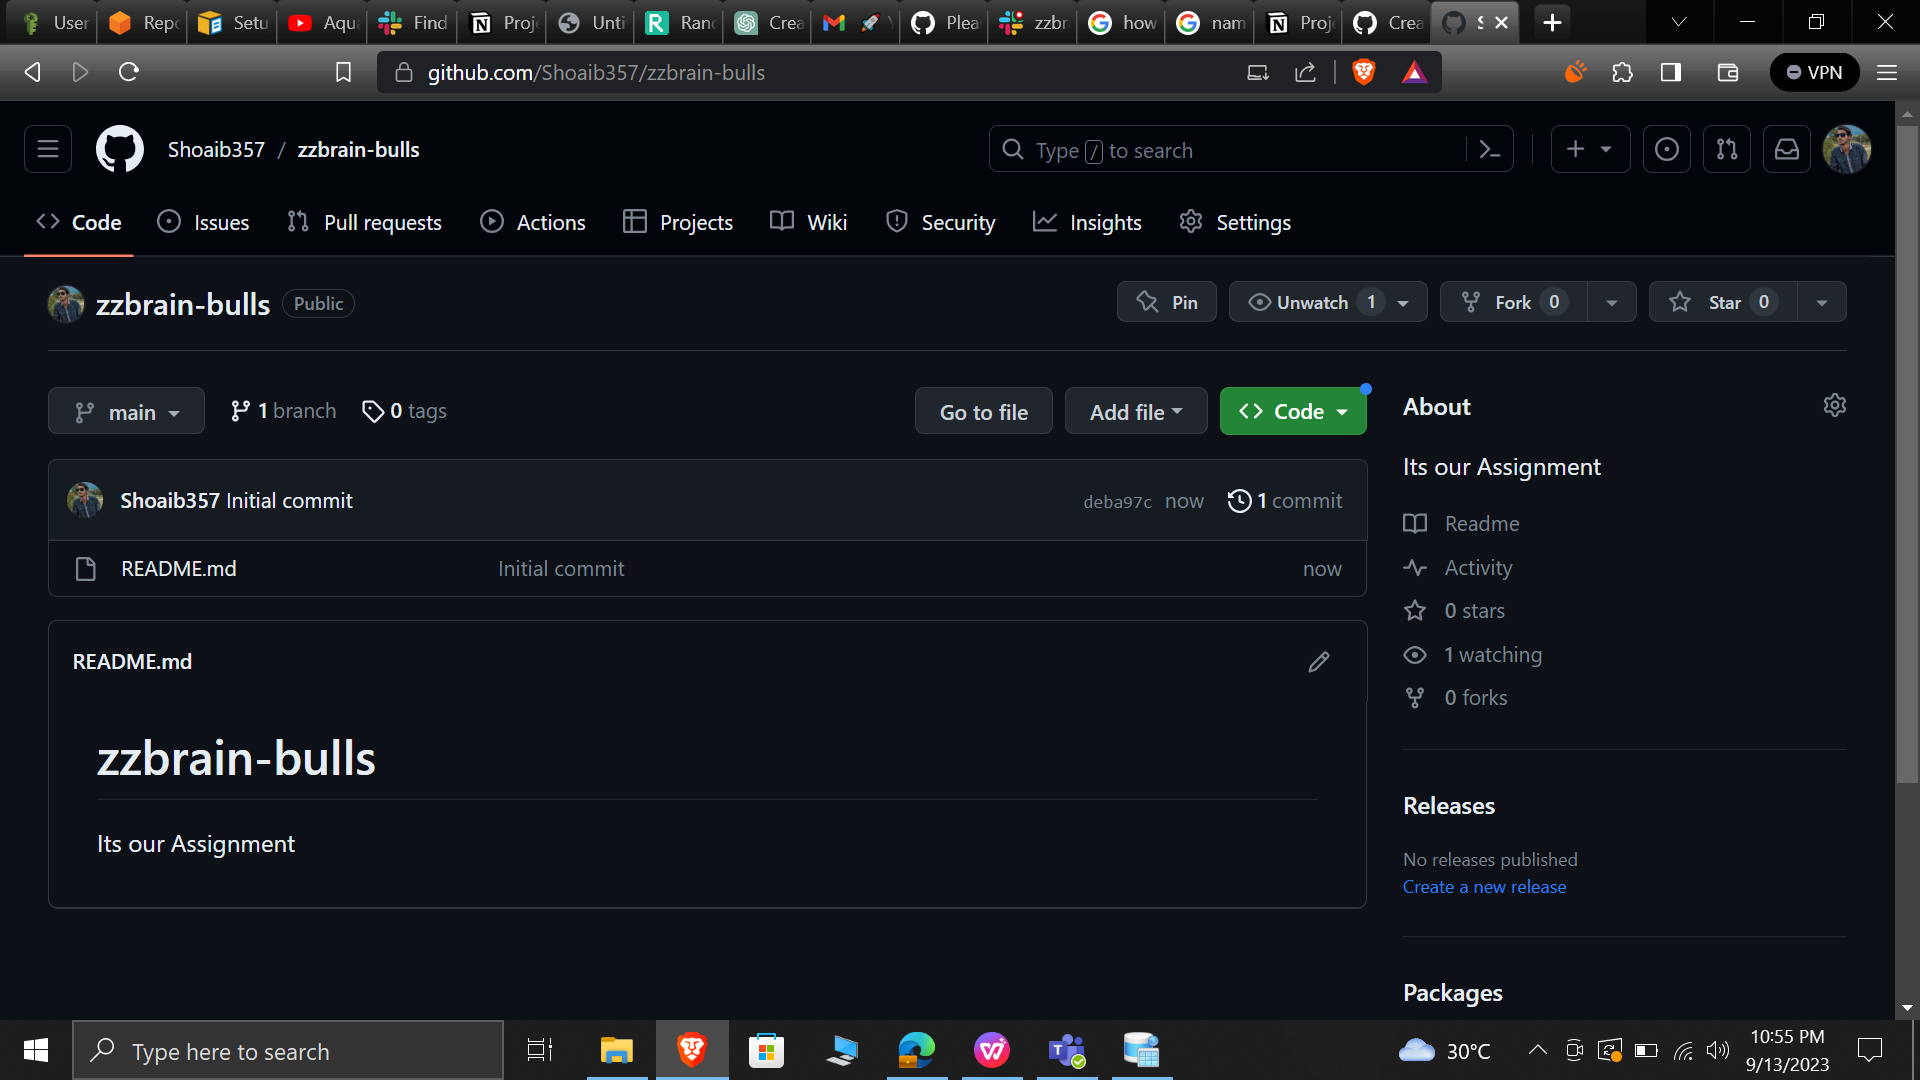 User
Repo
Setu
Aqua
Find
Proje
Unti
Rand
Crea
Plea
zzbra
how
nam
Proje
Crea
github.com/Shoaib357/zzbrain-bulls
VPN
Shoaib357 / zzbrain-bulls
Type / to search
Code
Issues
Pull requests
Actions
Projects
Wiki
Security
Insights
Settings
zzbrain-bulls
Public
Pin
Unwatch 1
Fork 0
Star 0
main
1 branch
0 tags
Go to file
Add file
Code
Shoaib357 Initial commit
deba97c now
1 commit
README.md
Initial commit
now
README.md
zzbrain-bulls
Its our Assignment
About
Its our Assignment
Readme
Activity
0 stars
1 watching
0 forks
Releases
No releases published
Create a new release
Packages
Type here to search
30°C
10:55 PM
9/13/2023